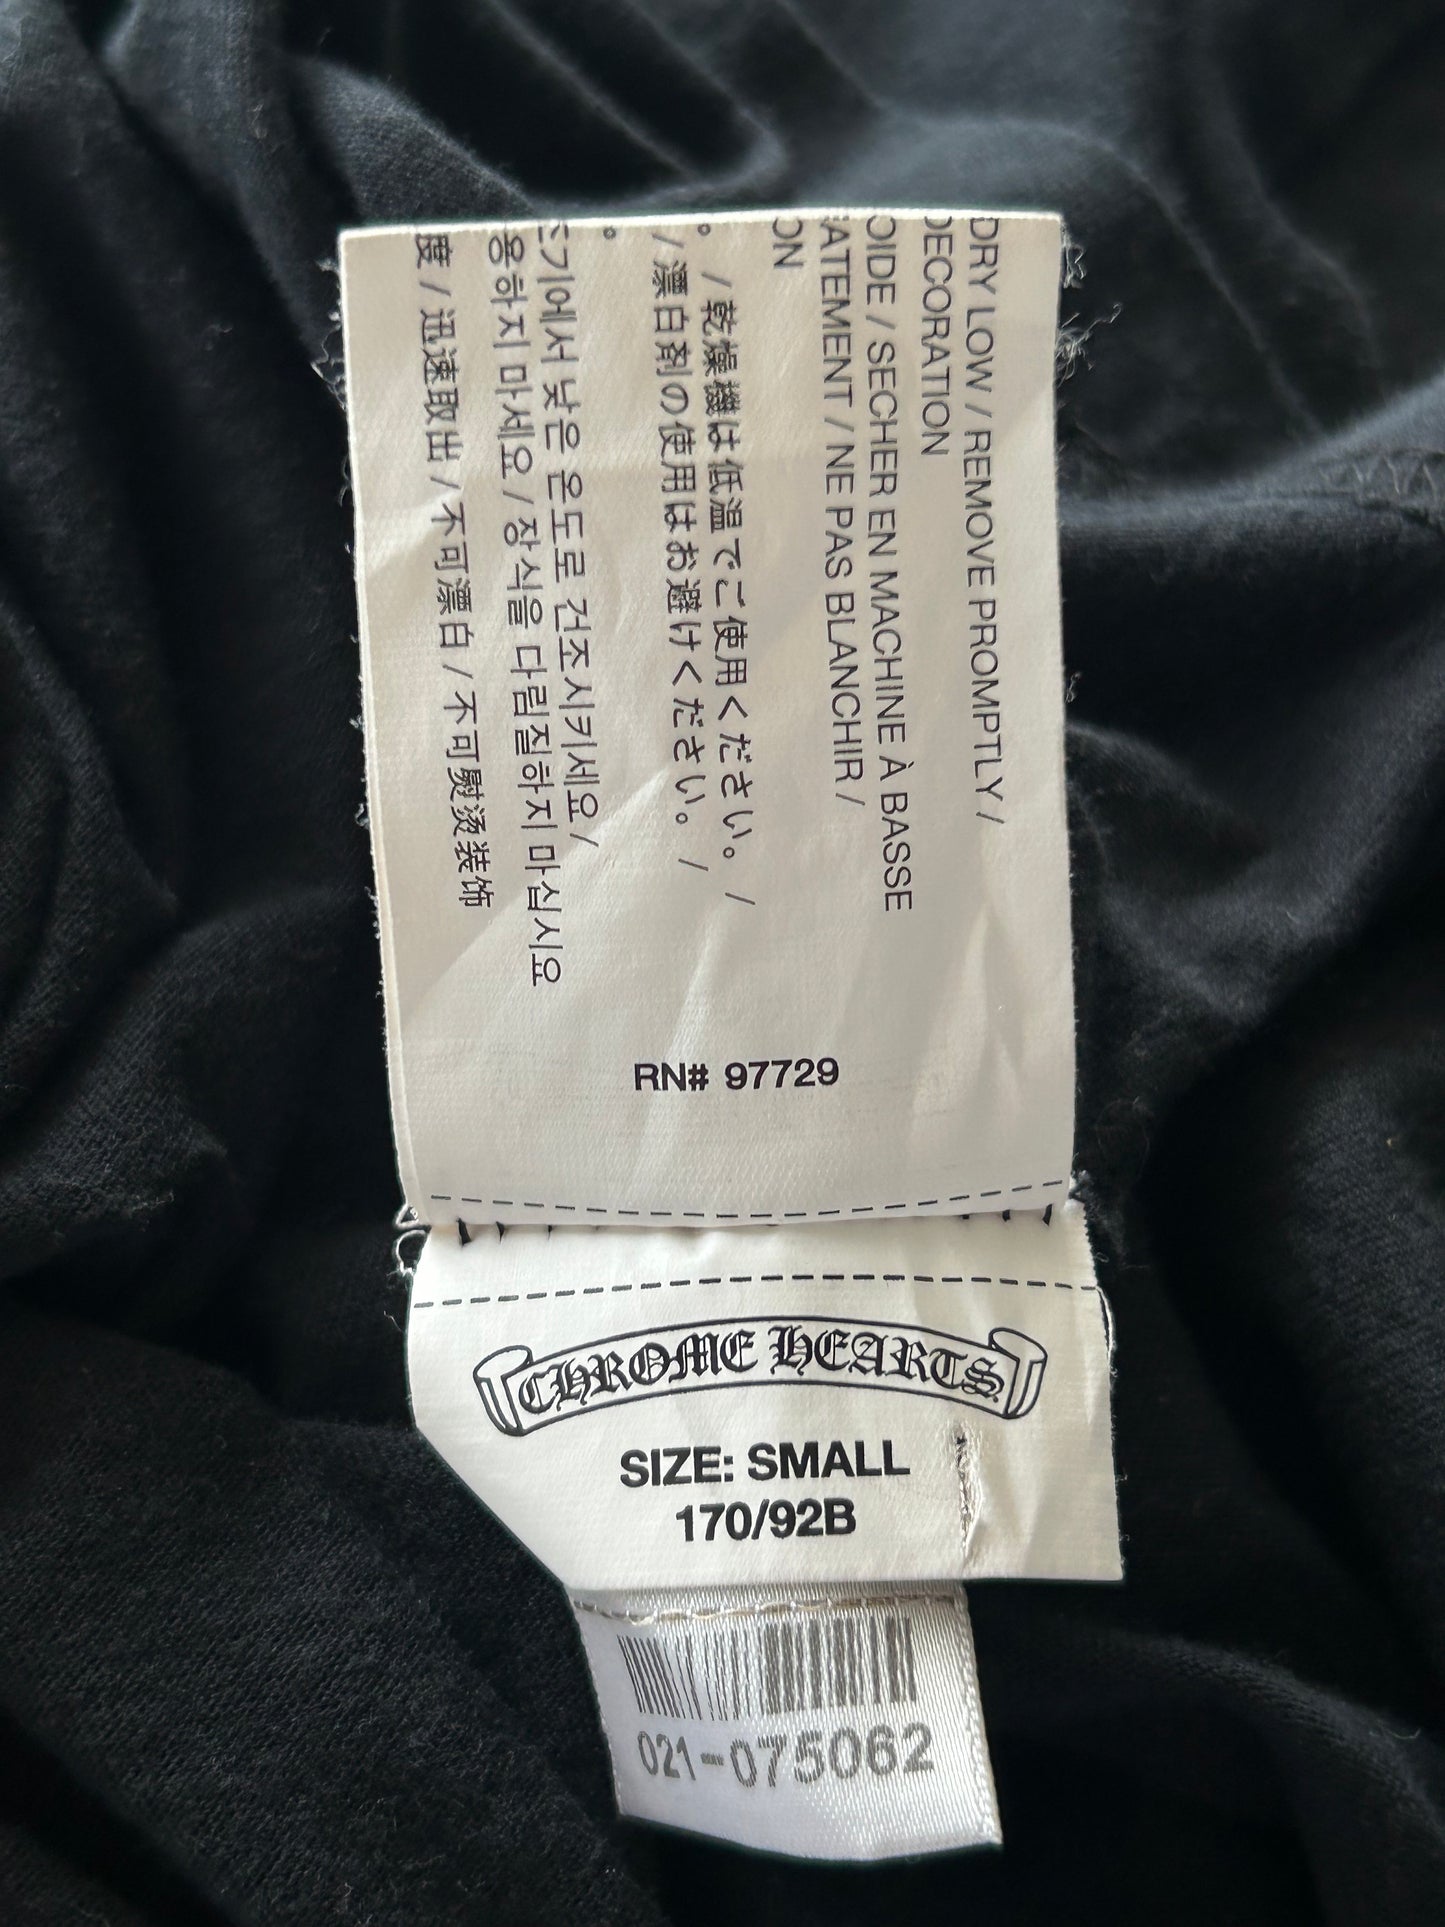 DRY LOW / REMOVE PROMPTLY /
DECORATION
OIDE / SECHER EN MACHINE À BASSE
ATEMENT / NE PAS BLANCHIR /
ON
。 / 乾燥機は低温でご使用ください。 /
/ 漂白剤の使用はお避けください。 /
。
기에서 낮은 온도로 건조시키세요 /
용하지 마세요 / 장식을 다림질하지 마십시요
度 / 迅速取出 / 不可漂白 / 不可熨烫装饰
RN# 97729
CHROME HEARTS
SIZE: SMALL
170/92B
021-075062